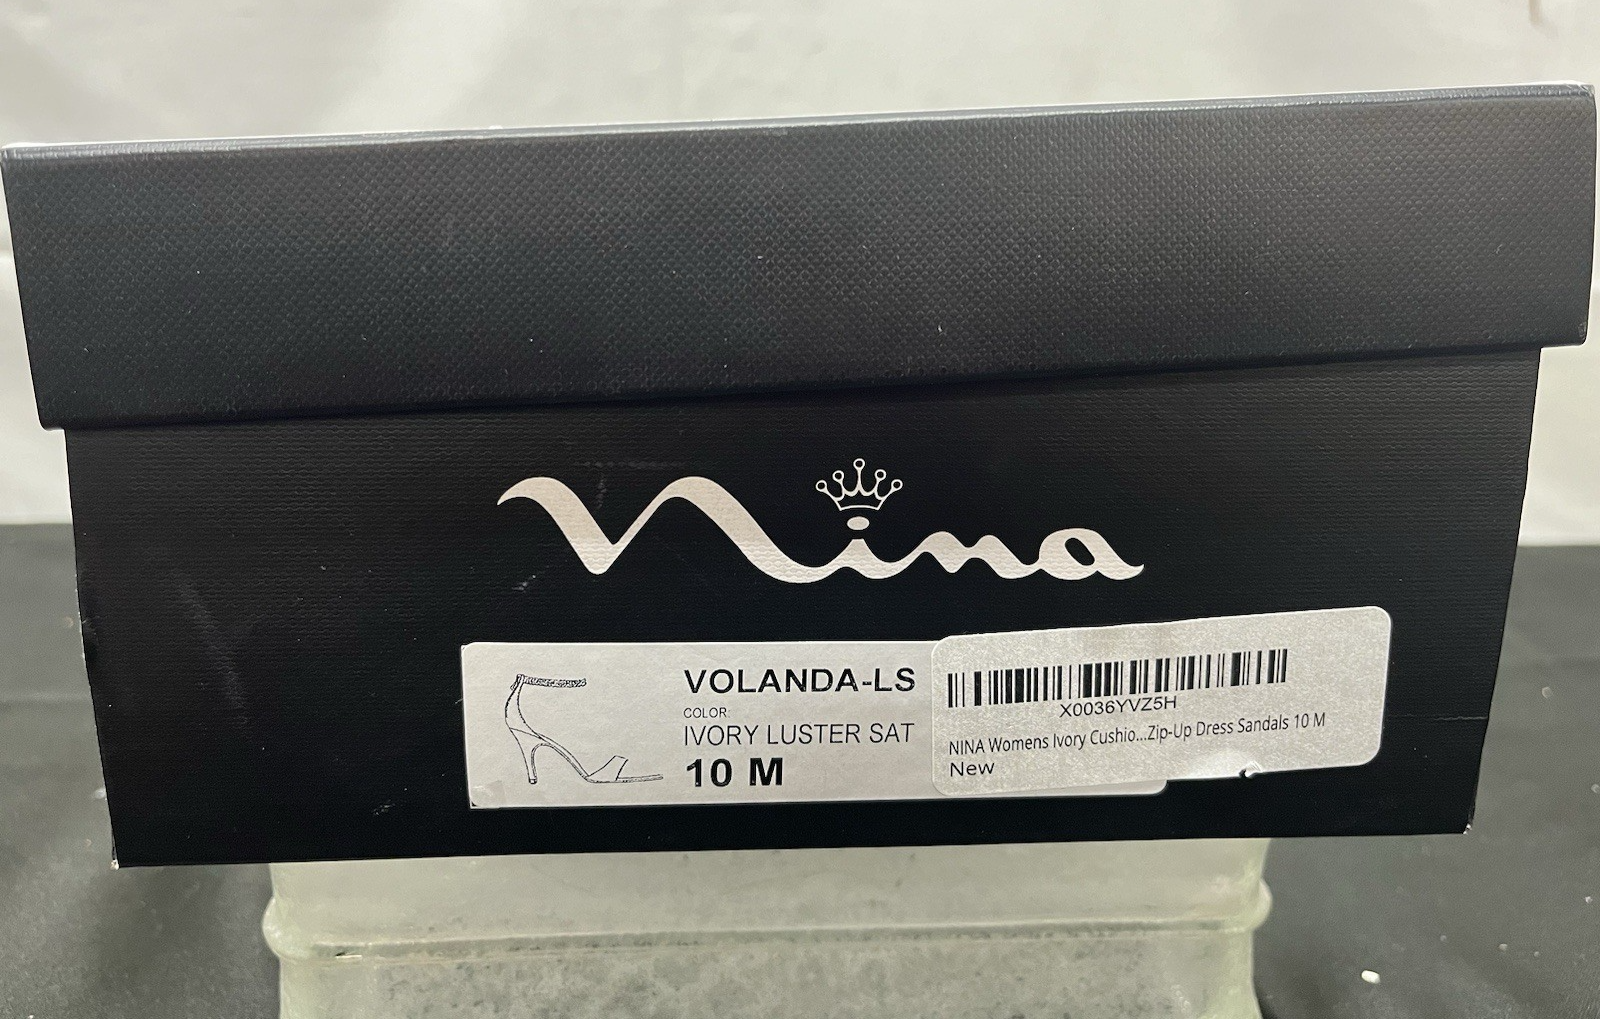 nina
VOLANDA-LS
COLOR:
IVORY LUSTER SAT
10 M
X0036YVZ5H
NINA Womens Ivory Cushio...Zip-Up Dress Sandals 10 M
New